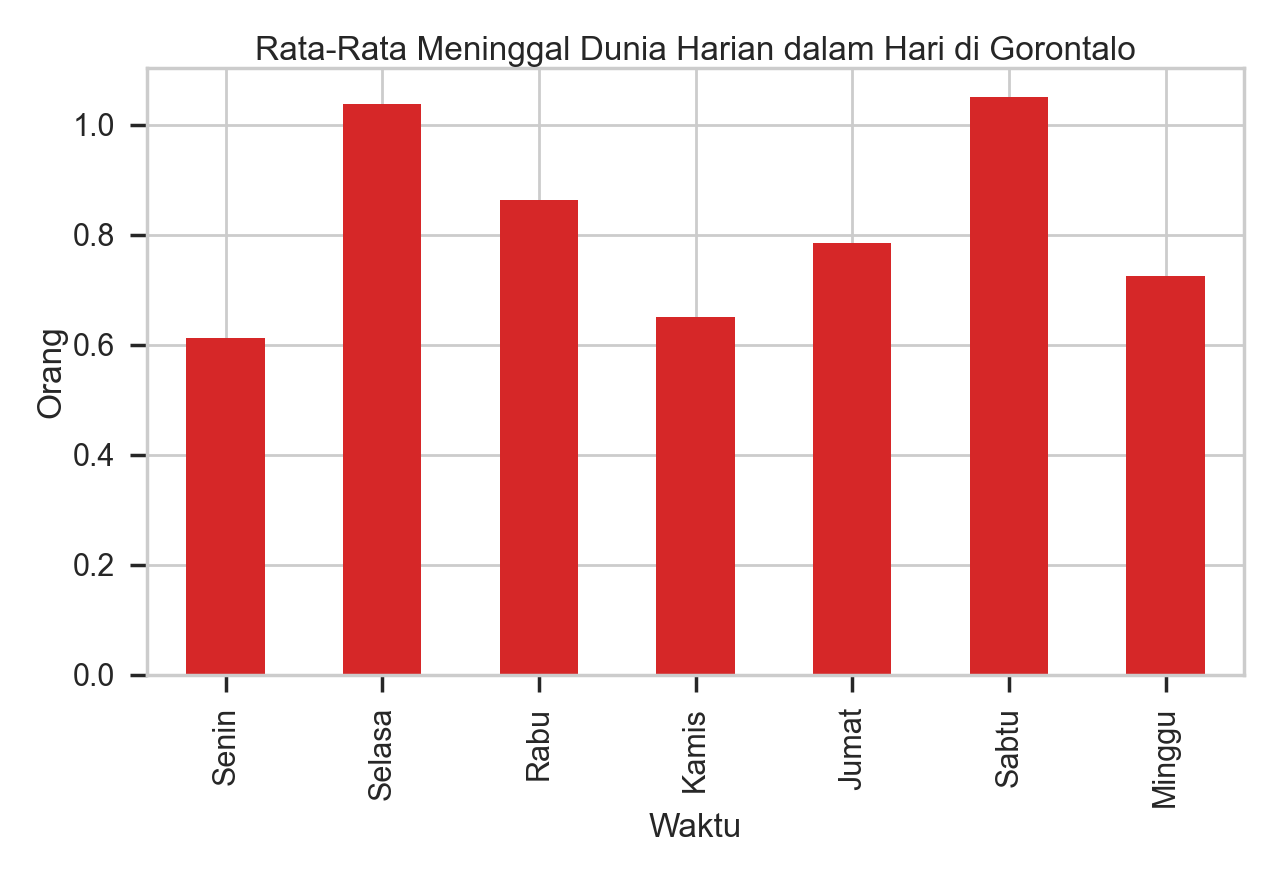 Rata-Rata Meninggal Dunia Harian dalam Hari di Gorontalo
Orang
1.0
0.8
0.6
0.4
0.2
0.0
Senin
Selasa
Rabu
Kamis
Jumat
Sabtu
Minggu
Waktu